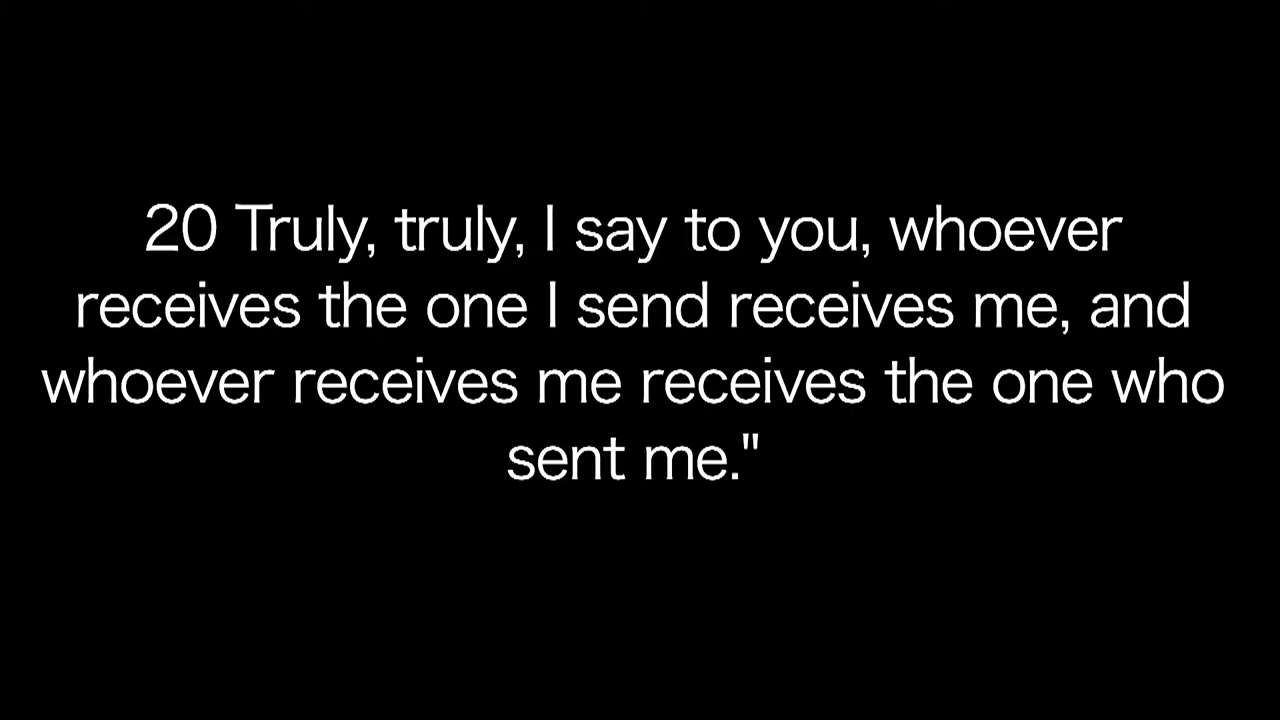 20 Truly, truly, I say to you, whoever
receives the one I send receives me, and
whoever receives me receives the one who
sent me."